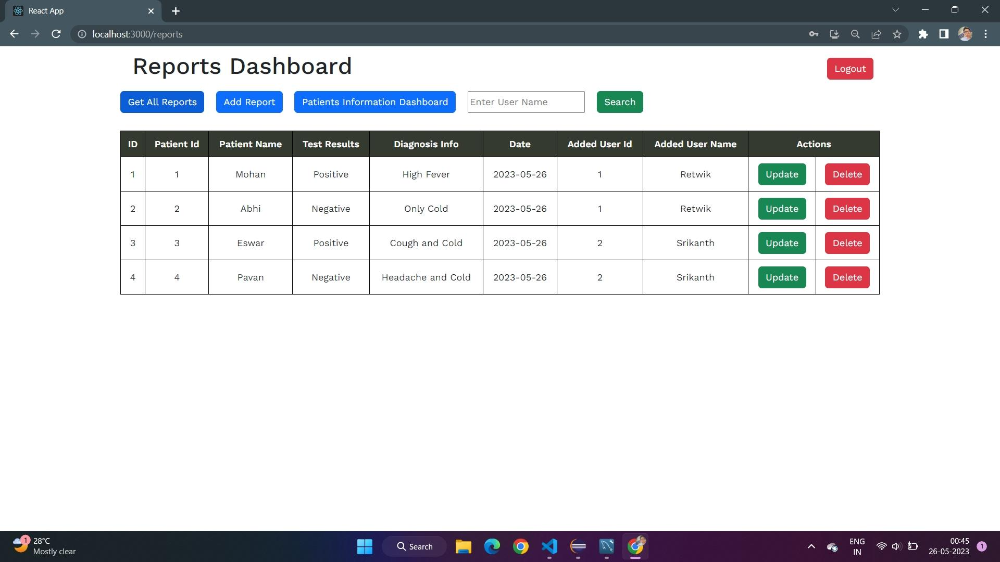 React App
localhost:3000/reports
Reports Dashboard
Logout
Get All Reports Add Report Patients Information Dashboard Enter User Name Search
ID Patient Id Patient Name Test Results Diagnosis Info Date Added User Id Added User Name Actions
1 1 Mohan Positive High Fever 2023-05-26 1 Retwik Update Delete
2 2 Abhi Negative Only Cold 2023-05-26 1 Retwik Update Delete
3 3 Eswar Positive Cough and Cold 2023-05-26 2 Srikanth Update Delete
4 4 Pavan Negative Headache and Cold 2023-05-26 2 Srikanth Update Delete
1
28°C
Mostly clear
Search
ENG
IN
00:45
26-05-2023
1